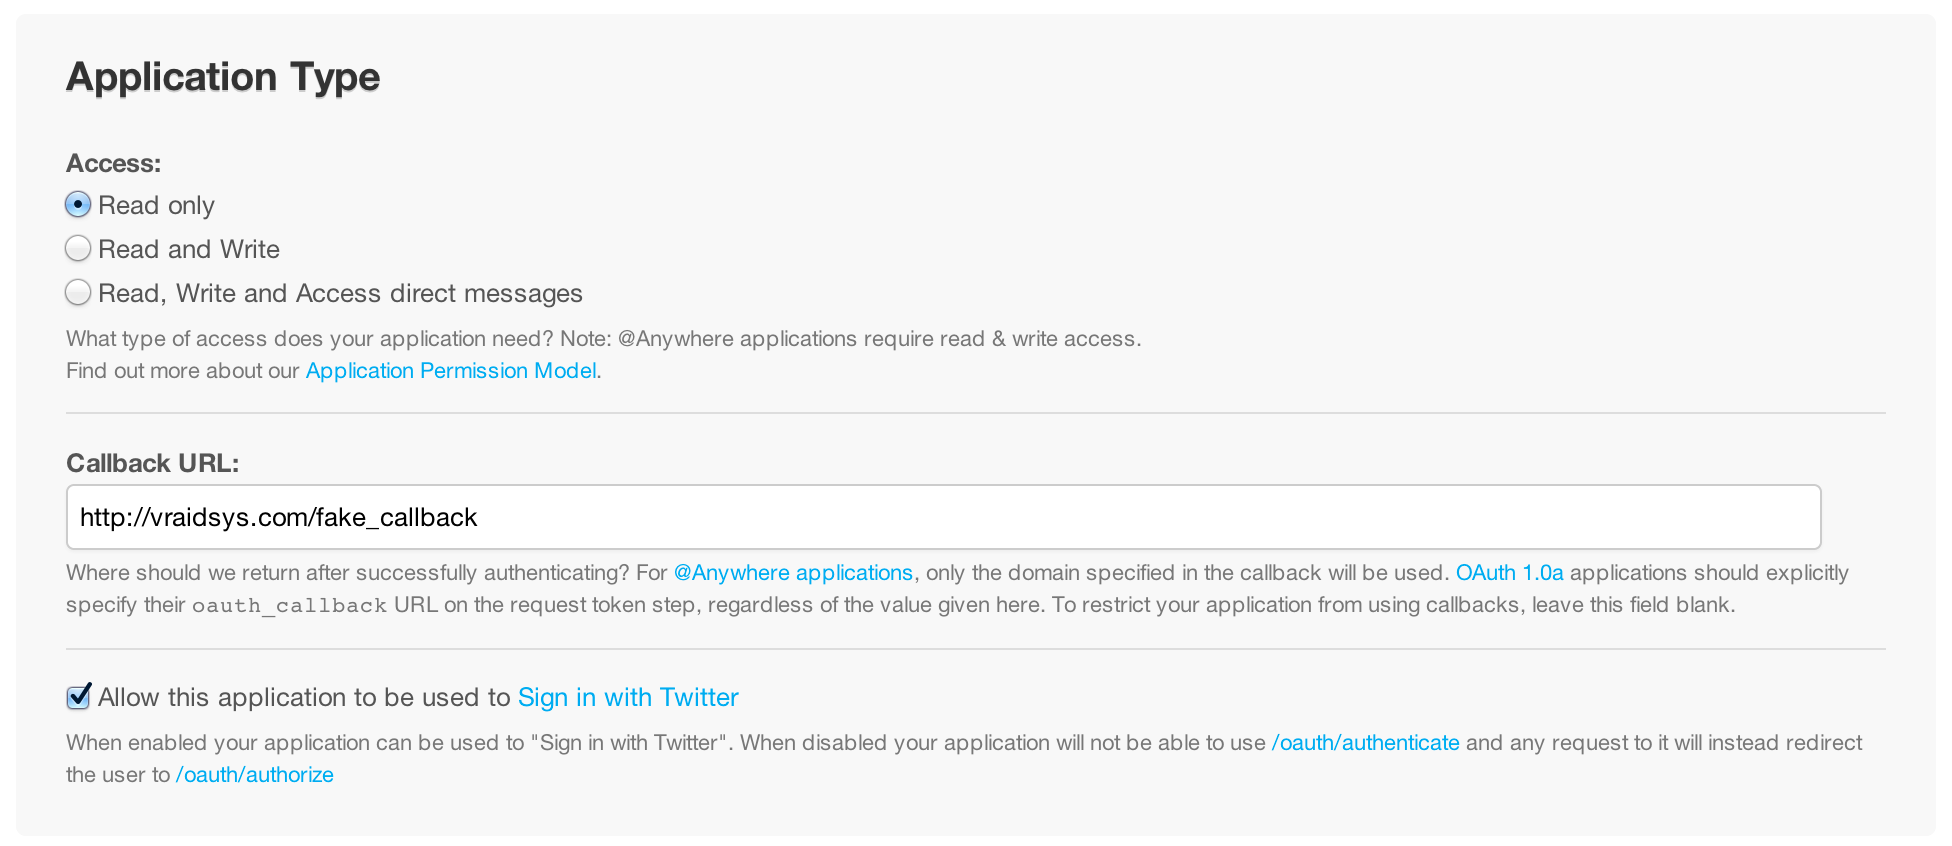 Application Type
Access:
Read only
Read and Write
Read, Write and Access direct messages
What type of access does your application need? Note: @Anywhere applications require read & write access.
Find out more about our Application Permission Model.
Callback URL:
http://vraidsys.com/fake_callback
Where should we return after successfully authenticating? For @Anywhere applications, only the domain specified in the callback will be used. OAuth 1.0a applications should explicitly
specify their oauth_callback URL on the request token step, regardless of the value given here. To restrict your application from using callbacks, leave this field blank.
Allow this application to be used to Sign in with Twitter
When enabled your application can be used to "Sign in with Twitter". When disabled your application will not be able to use /oauth/authenticate and any request to it will instead redirect
the user to /oauth/authorize